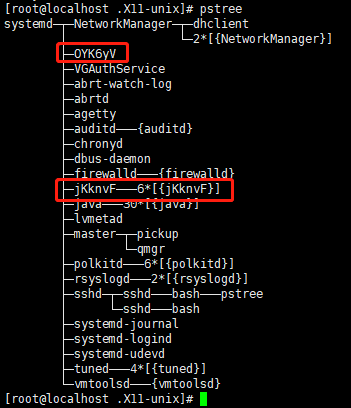 [root@localhost .X11-unix]# pstree
systemd─┬─NetworkManager─┬─dhclient
        │                └─2*[{NetworkManager}]
        ├─OYK6yV
        ├─VGAuthService
        ├─abrt-watch-log
        ├─abrtd
        ├─agetty
        ├─auditd───{auditd}
        ├─chronyd
        ├─dbus-daemon
        ├─firewalld───{firewalld}
        ├─jKknvF───6*[{jKknvF}]
        ├─java───30*[{java}]
        ├─lvmetad
        ├─master─┬─pickup
        │        └─qmgr
        ├─polkitd───6*[{polkitd}]
        ├─rsyslogd───2*[{rsyslogd}]
        ├─sshd─┬─sshd───bash───pstree
        │      └─sshd───bash
        ├─systemd-journal
        ├─systemd-logind
        ├─systemd-udevd
        ├─tuned───4*[{tuned}]
        └─vmtoolsd───{vmtoolsd}
[root@localhost .X11-unix]#